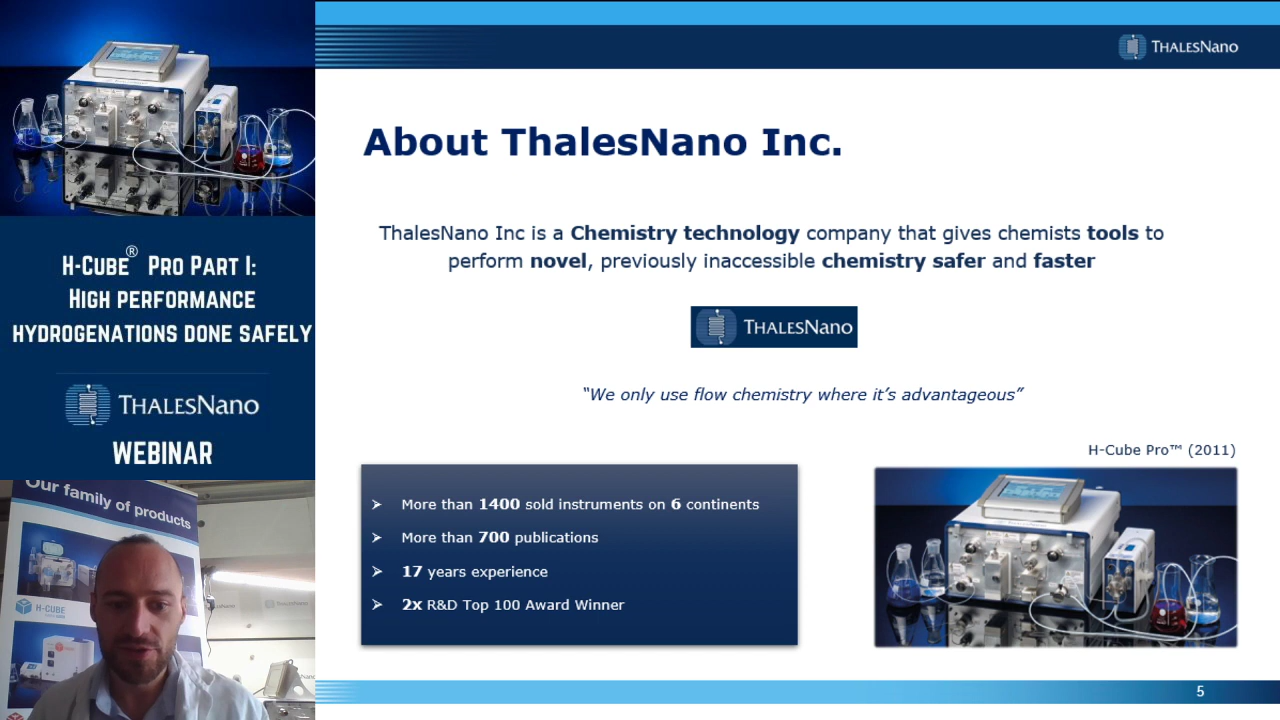 H-Cube® Pro Part I:
High performance
hydrogenations done safely
ThalesNano
WEBINAR
Our family of products
H-CUBE
ThalesNano
About ThalesNano Inc.
ThalesNano Inc is a Chemistry technology company that gives chemists tools to
perform novel, previously inaccessible chemistry safer and faster
ThalesNano
“We only use flow chemistry where it’s advantageous”
H-Cube Pro™ (2011)
➢ More than 1400 sold instruments on 6 continents
➢ More than 700 publications
➢ 17 years experience
➢ 2x R&D Top 100 Award Winner
5